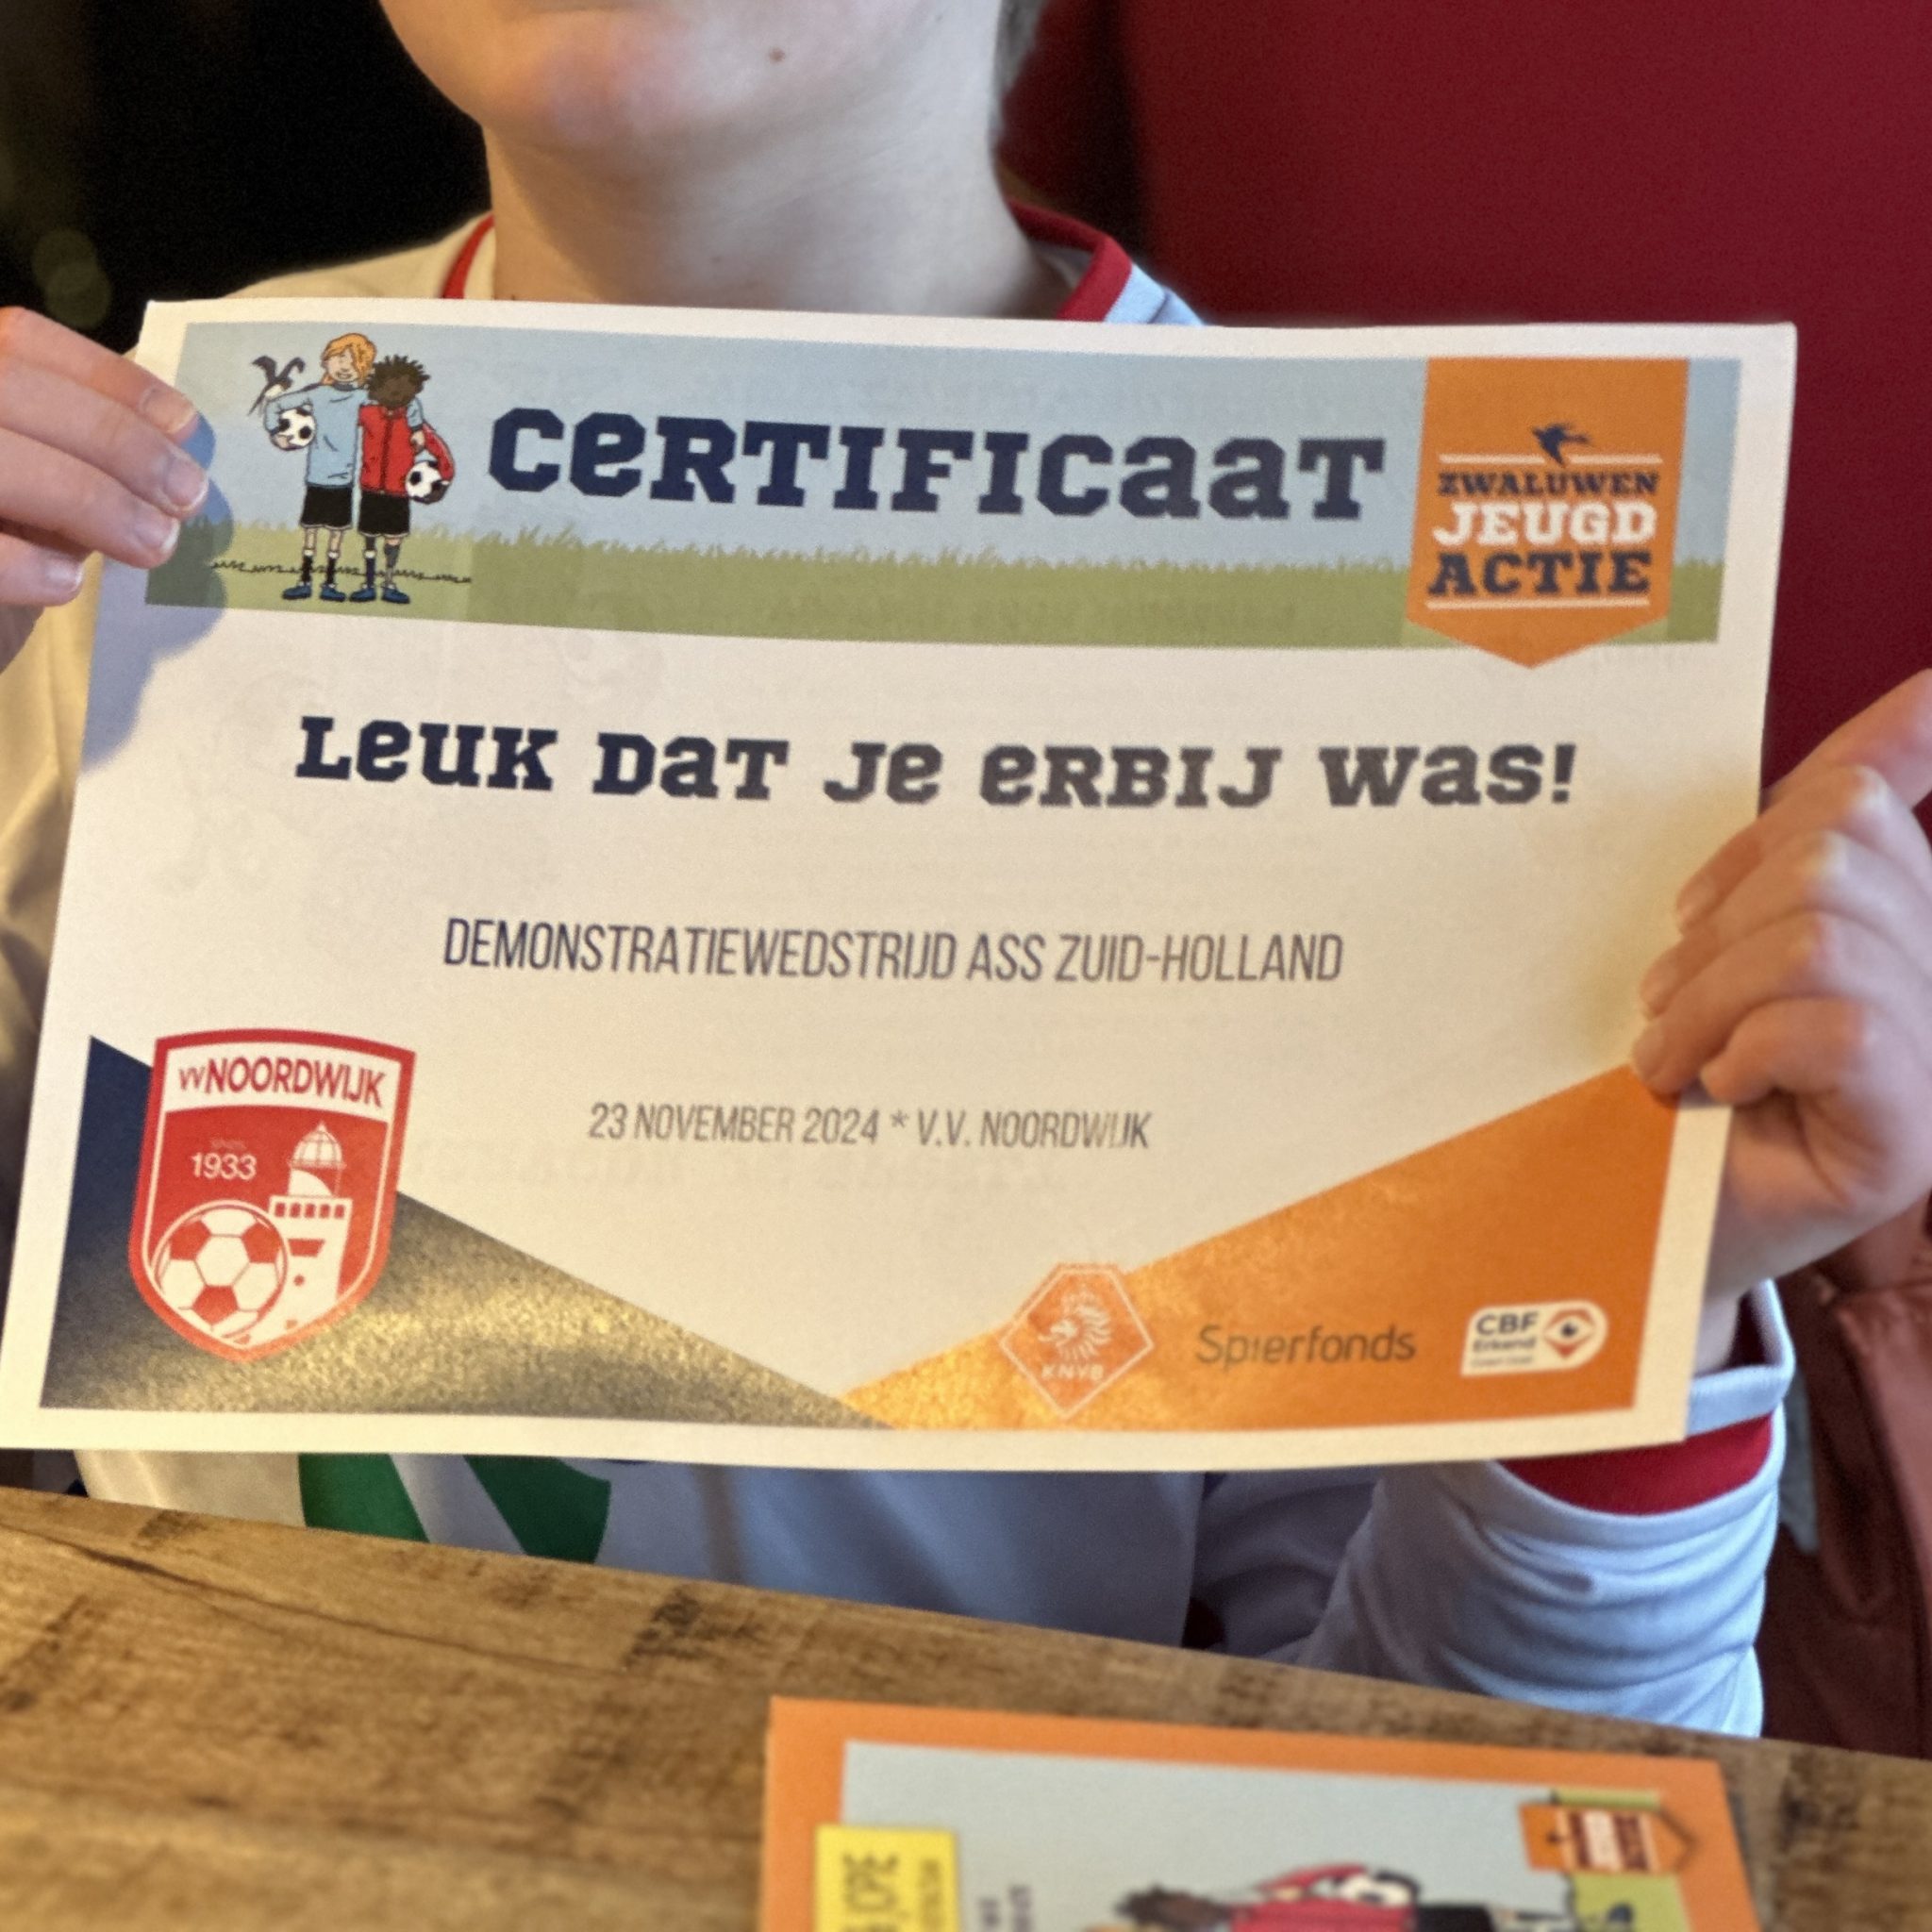 CERTIFICAAT
ZWALUWEN
JEUGD
ACTIE
LEUK DAT JE ERBIJ WAS!
DEMONSTRATIEWEDSTRIJD ASS ZUID-HOLLAND
23 NOVEMBER 2024 * V.V. NOORDWIJK
vvNOORDWIJK
1933
KNVB
Spierfonds
CBF
Erkend